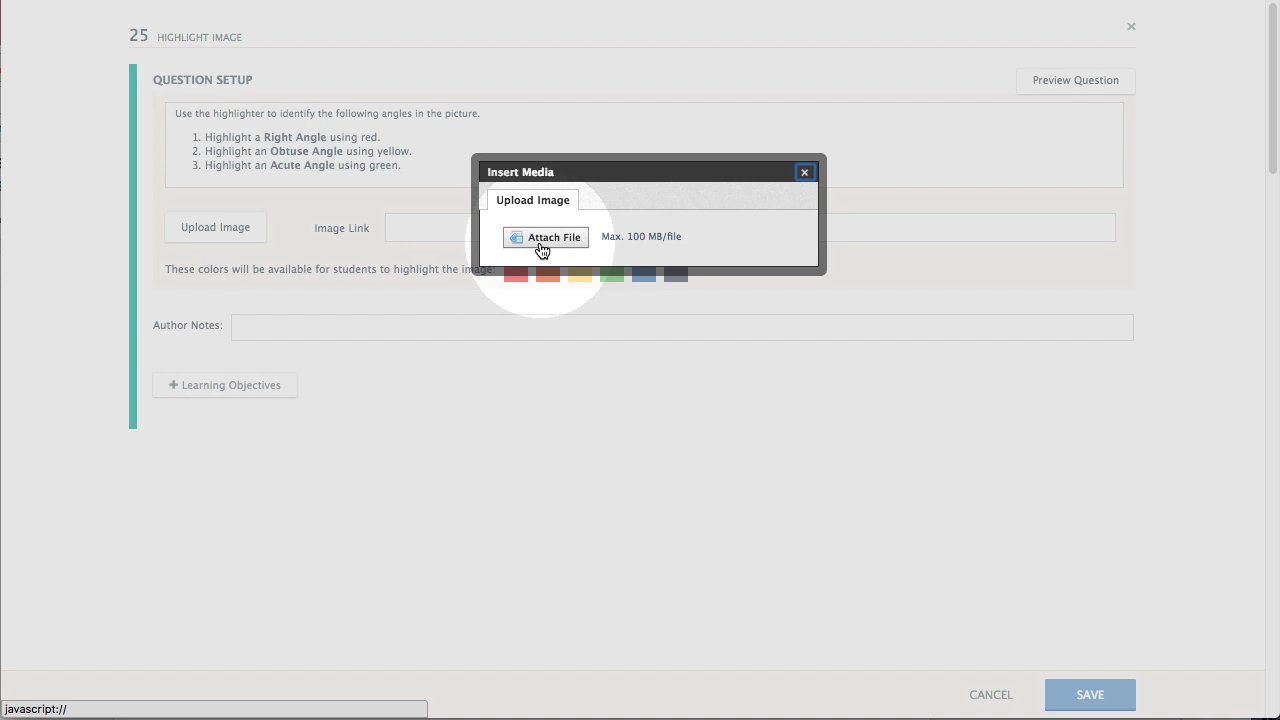 25 HIGHLIGHT IMAGE
×
QUESTION SETUP
Preview Question
Use the highlighter to identify the following angles in the picture.
1. Highlight a Right Angle using red.
2. Highlight an Obtuse Angle using yellow.
3. Highlight an Acute Angle using green.
Insert Media
×
Upload Image
Attach File Max. 100 MB/file
Upload Image Image Link
These colors will be available for students to highlight the image:
Author Notes:
+ Learning Objectives
CANCEL SAVE
javascript://